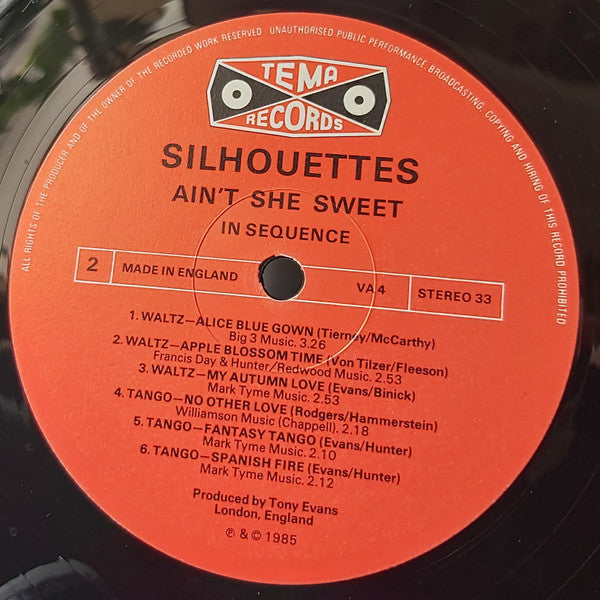 ALL RIGHTS OF THE PRODUCER AND OF THE OWNER OF THE RECORDED WORK RESERVED UNAUTHORISED PUBLIC PERFORMANCE, BROADCASTING, COPYING AND HIRING OF THIS RECORD PROHIBITED
TEMA
RECORDS
SILHOUETTES
AIN'T SHE SWEET
IN SEQUENCE
2 MADE IN ENGLAND VA4 STEREO 33
1. WALTZ—ALICE BLUE GOWN (Tierney/McCarthy)
Big 3 Music. 3.26
2. WALTZ—APPLE BLOSSOM TIME (Von Tilzer/Fleeson)
Francis Day & Hunter/Redwood Music. 2.53
3. WALTZ—MY AUTUMN LOVE (Evans/Binick)
Mark Tyme Music. 2.53
4. TANGO—NO OTHER LOVE (Rodgers/Hammerstein)
Williamson Music (Chappell). 2.18
5. TANGO—FANTASY TANGO (Evans/Hunter)
Mark Tyme Music. 2.10
6. TANGO—SPANISH FIRE (Evans/Hunter)
Mark Tyme Music. 2.12
Produced by Tony Evans
London, England
℗ & © 1985